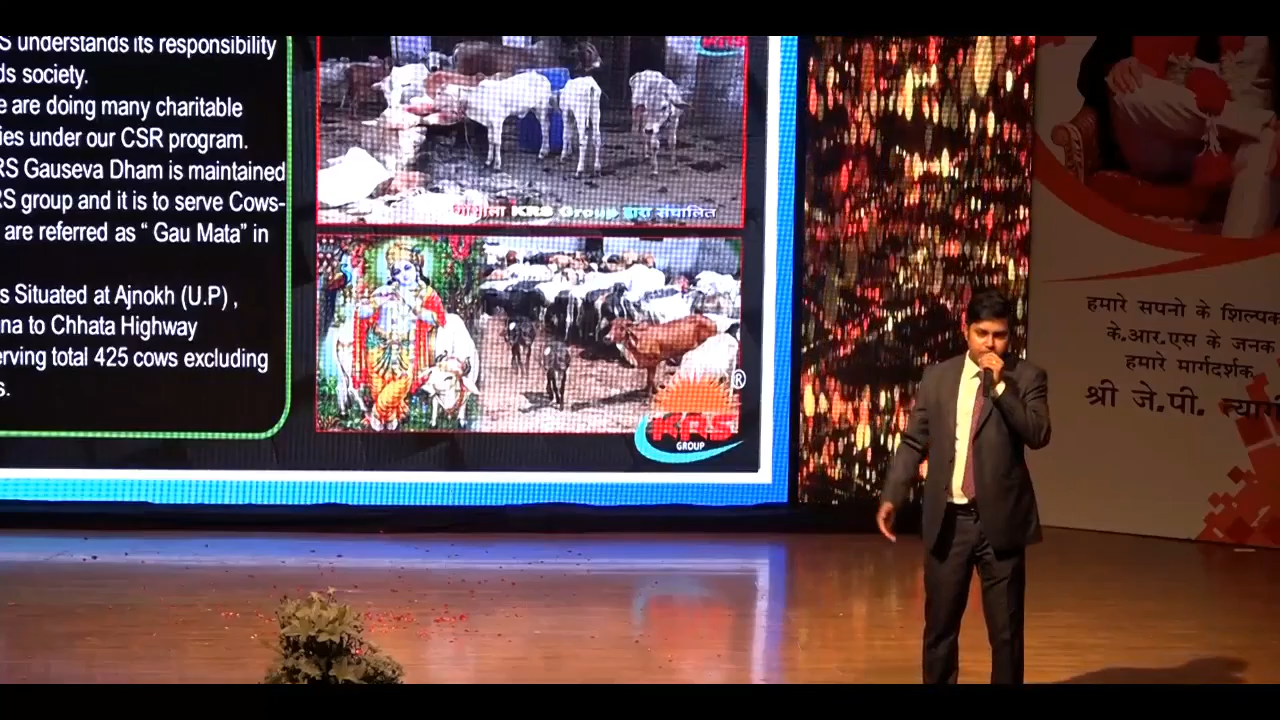 S understands its responsibility
ds society.
e are doing many charitable
ies under our CSR program.
RS Gauseva Dham is maintained
RS group and it is to serve Cows-
are referred as “ Gau Mata” in
s Situated at Ajnokh (U.P) ,
na to Chhata Highway
erving total 425 cows excluding
s.
गौशाला KRS Group द्वारा संचालित
KRS
GROUP
®
हमारे सपनो के शिल्पका
के.आर.एस के जनक
हमारे मार्गदर्शक
श्री जे.पी. त्यागी